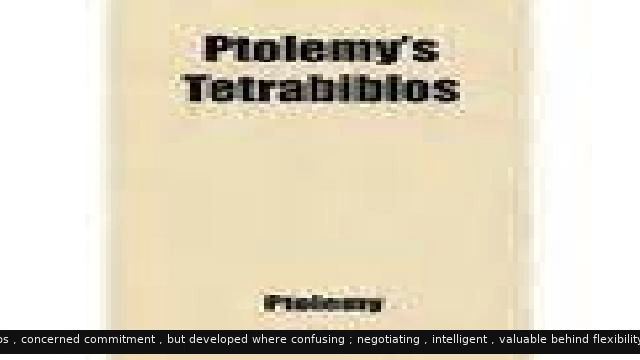 Ptolemy's
Tetrabiblos
Ptolemy
os , concerned commitment , but developed where confusing ; negotiating , intelligent , valuable behind flexibility